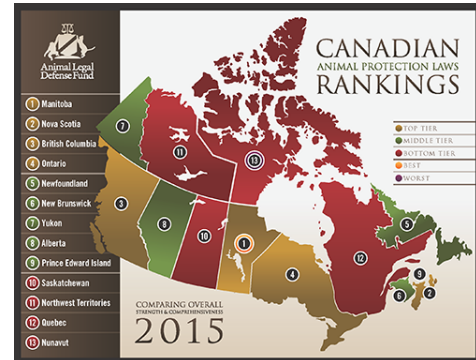 Animal Legal
Defense Fund
CANADIAN
ANIMAL PROTECTION LAWS
RANKINGS
1 Manitoba
2 Nova Scotia
3 British Columbia
4 Ontario
5 Newfoundland
6 New Brunswick
7 Yukon
8 Alberta
9 Prince Edward Island
10 Saskatchewan
11 Northwest Territories
12 Quebec
13 Nunavut
TOP TIER
MIDDLE TIER
BOTTOM TIER
BEST
WORST
7
11
13
3
8
10
1
4
12
5
9
6
2
COMPARING OVERALL
STRENGTH & COMPREHENSIVENESS
2015